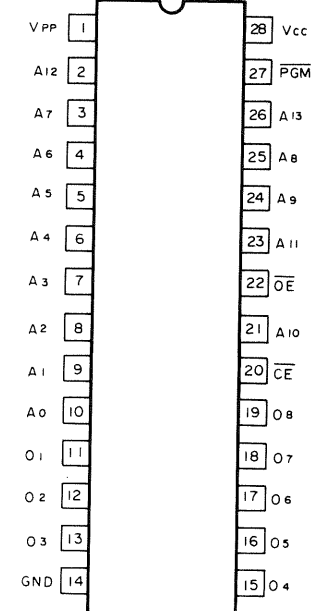 VPP 1 28 Vcc
A12 2 27 PGM
A7 3 26 A13
A6 4 25 A8
A5 5 24 A9
A4 6 23 A11
A3 7 22 OE
A2 8 21 A10
A1 9 20 CE
A0 10 19 O8
O1 11 18 O7
O2 12 17 O6
O3 13 16 O5
GND 14 15 O4